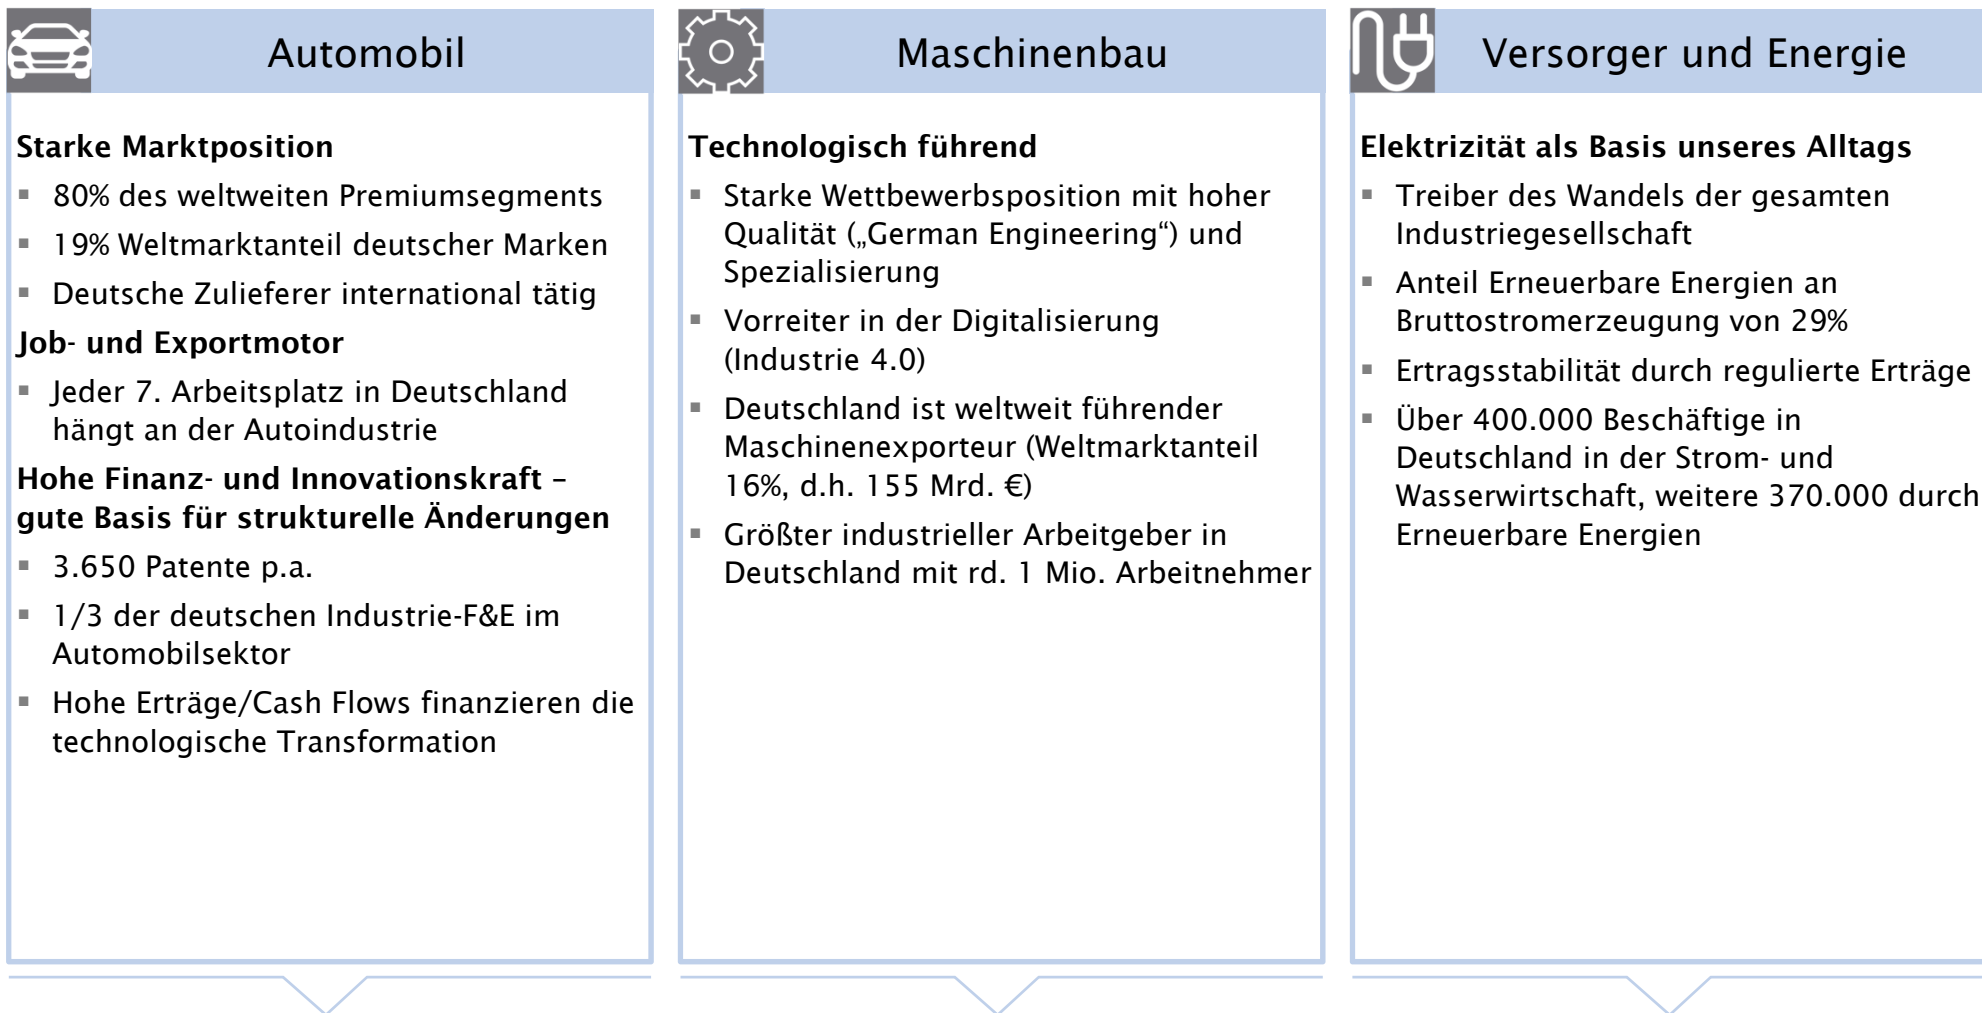 Automobil
Starke Marktposition
▪ 80% des weltweiten Premiumsegments
▪ 19% Weltmarktanteil deutscher Marken
▪ Deutsche Zulieferer international tätig
Job- und Exportmotor
▪ Jeder 7. Arbeitsplatz in Deutschland
hängt an der Autoindustrie
Hohe Finanz- und Innovationskraft –
gute Basis für strukturelle Änderungen
▪ 3.650 Patente p.a.
▪ 1/3 der deutschen Industrie-F&E im
Automobilsektor
▪ Hohe Erträge/Cash Flows finanzieren die
technologische Transformation
Maschinenbau
Technologisch führend
▪ Starke Wettbewerbsposition mit hoher
Qualität („German Engineering“) und
Spezialisierung
▪ Vorreiter in der Digitalisierung
(Industrie 4.0)
▪ Deutschland ist weltweit führender
Maschinenexporteur (Weltmarktanteil
16%, d.h. 155 Mrd. €)
▪ Größter industrieller Arbeitgeber in
Deutschland mit rd. 1 Mio. Arbeitnehmer
Versorger und Energie
Elektrizität als Basis unseres Alltags
▪ Treiber des Wandels der gesamten
Industriegesellschaft
▪ Anteil Erneuerbare Energien an
Bruttostromerzeugung von 29%
▪ Ertragsstabilität durch regulierte Erträge
▪ Über 400.000 Beschäftige in
Deutschland in der Strom- und
Wasserwirtschaft, weitere 370.000 durch
Erneuerbare Energien